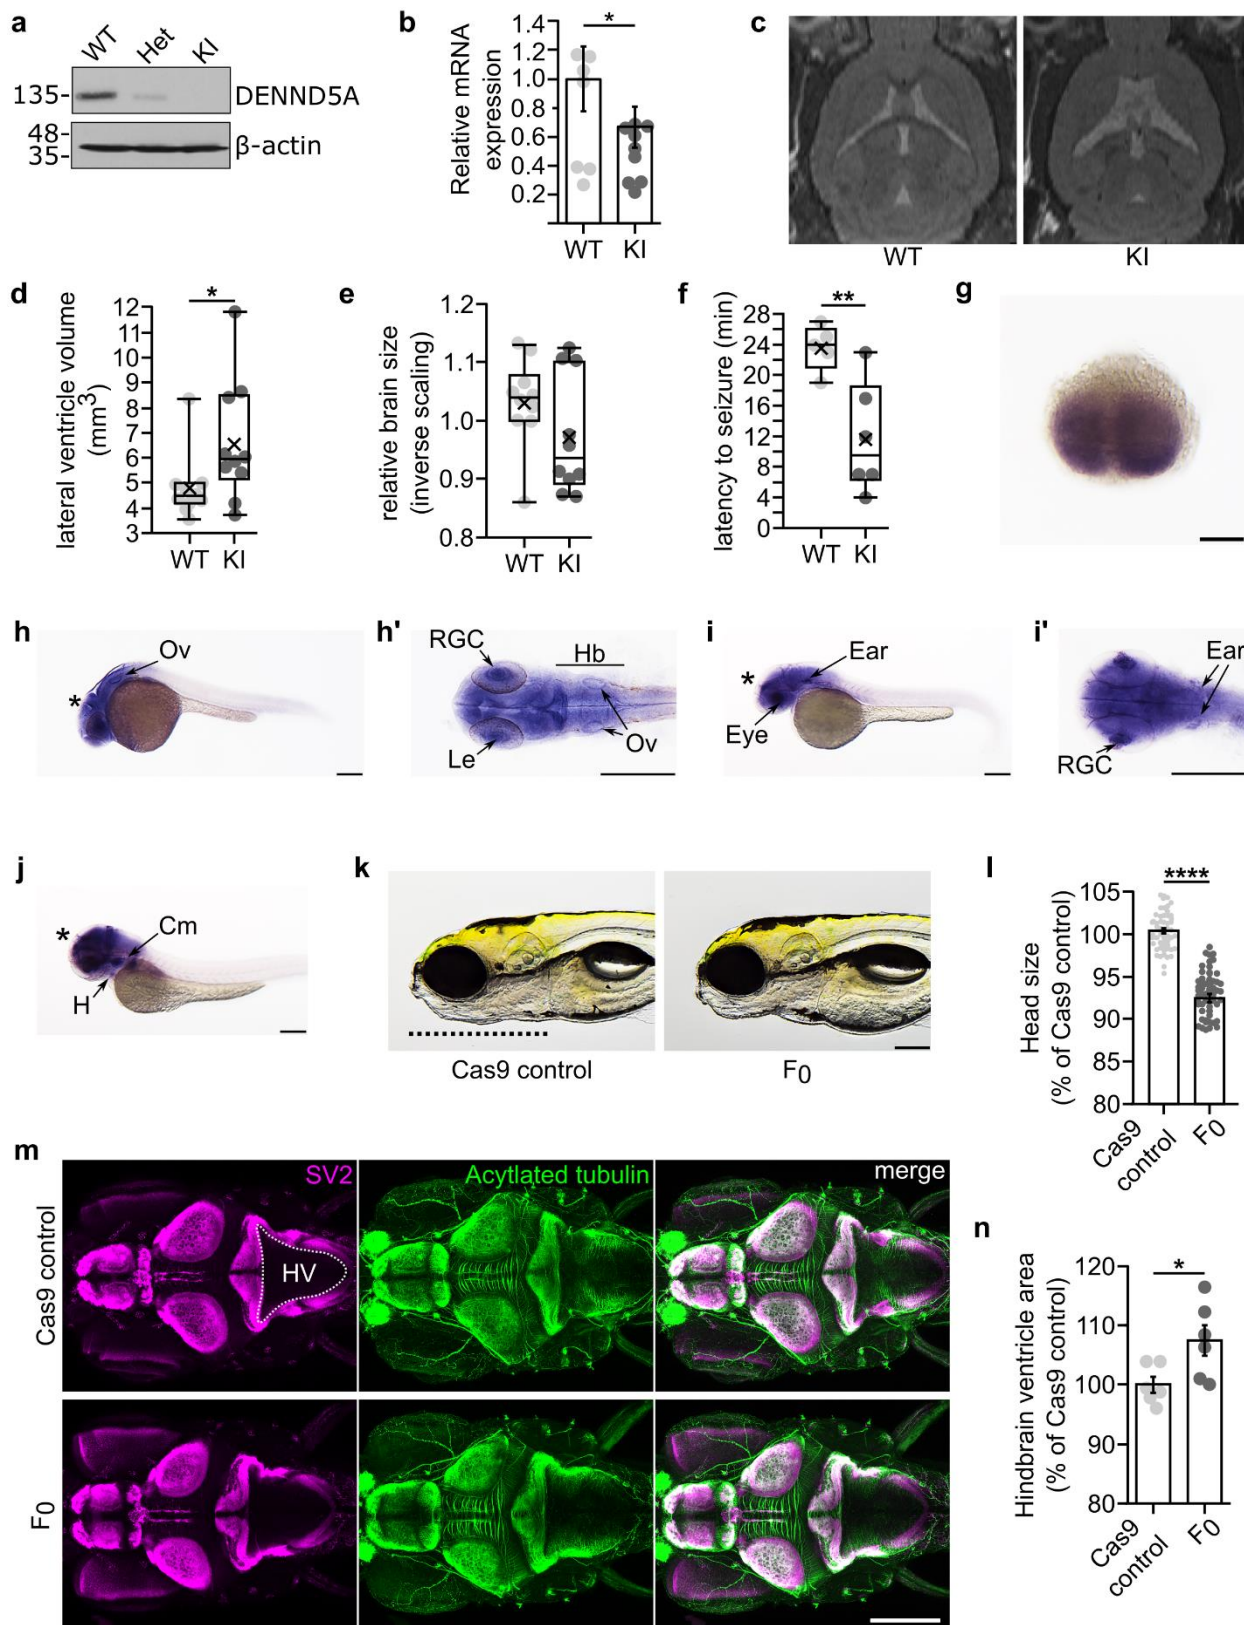 a
WT
Het
KI
135-
DENND5A
48-
35-
β-actin
b
Relative mRNA
expression
1.4
1.2
1.0
0.8
0.6
0.4
0.2
*
WT
KI
c
WT
KI
d
lateral ventricle volume
(mm3)
12
11
10
9
8
7
6
5
4
3
*
WT
KI
e
relative brain size
(inverse scaling)
1.2
1.1
1.0
0.9
0.8
WT
KI
f
latency to seizure (min)
28
24
20
16
12
8
4
0
**
WT
KI
g
h
Ov
*
h'
RGC
Hb
Le
Ov
i
Ear
*
Eye
i'
Ear
RGC
j
*
Cm
H
k
Cas9 control
F0
l
Head size
(% of Cas9 control)
105
100
95
90
85
80
****
Cas9
control
F0
m
SV2
Acytlated tubulin
merge
Cas9 control
HV
F0
n
Hindbrain ventricle area
(% of Cas9 control)
120
110
100
90
80
*
Cas9
control
F0